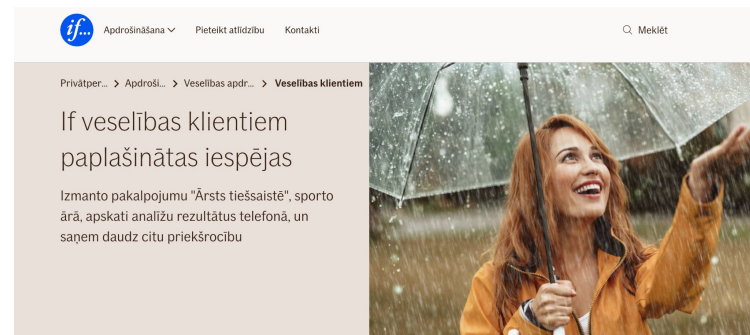 if...
Apdrošināšana Pieteikt atlīdzību Kontakti Meklēt
Privātper... > Apdroši... > Veselības apdr... > Veselības klientiem
If veselības klientiem
paplašinātas iespējas
Izmanto pakalpojumu "Ārsts tiešsaistē", sporto
ārā, apskati analīžu rezultātus telefonā, un
saņem daudz citu priekšrocību